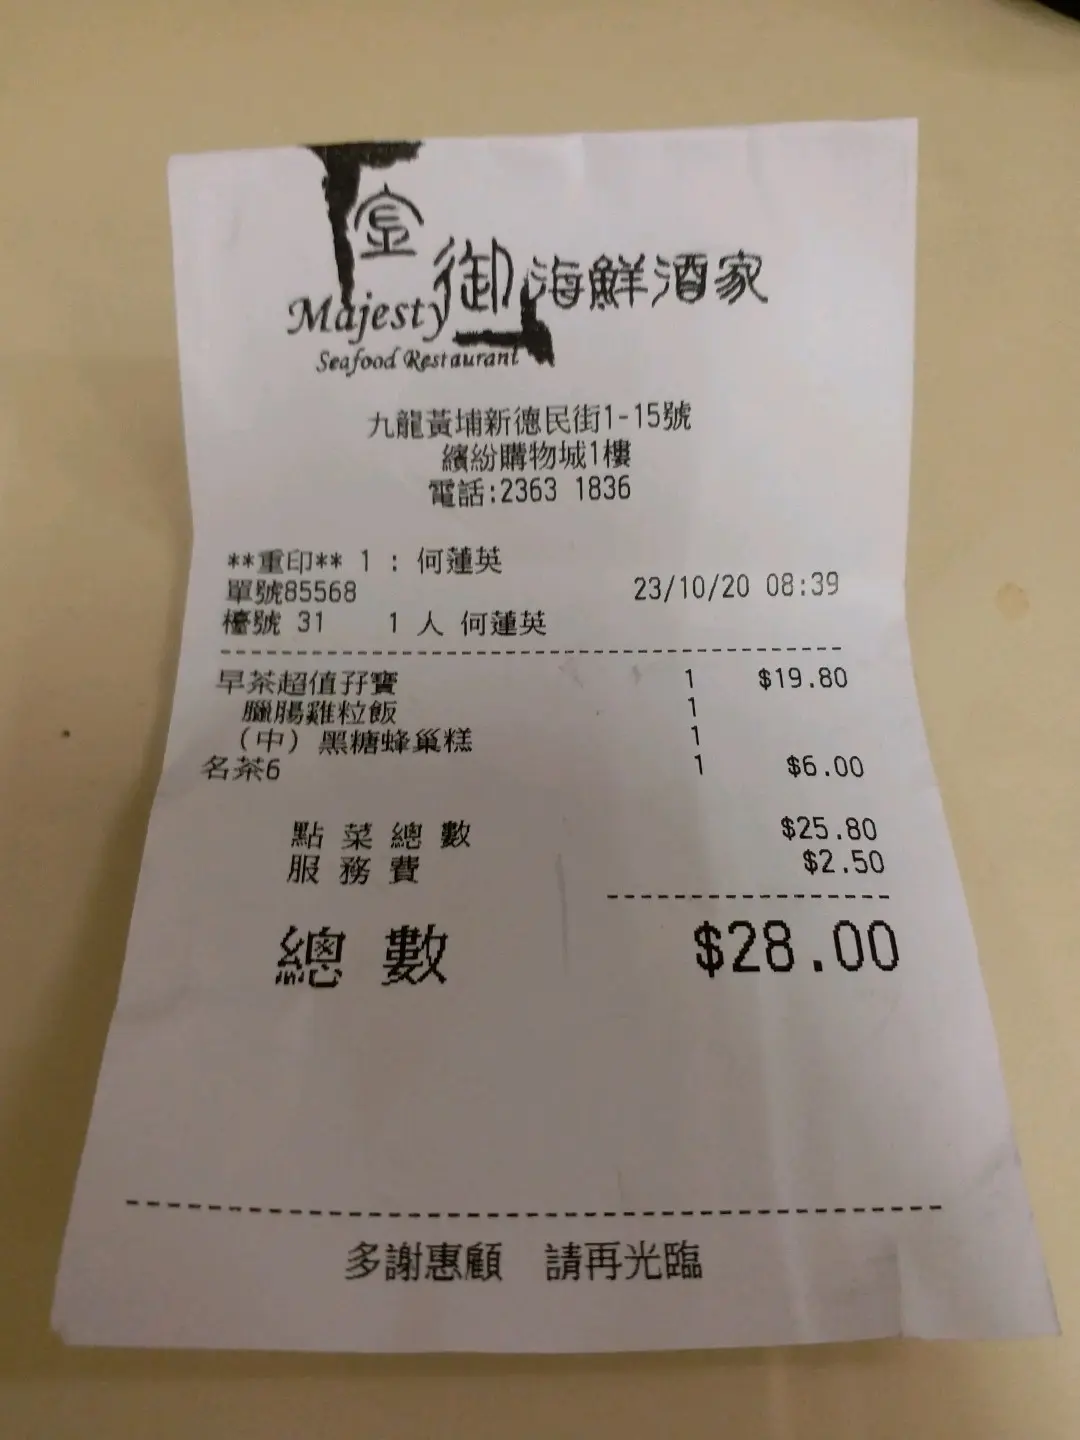 金御海鮮酒家
Majesty
Seafood Restaurant
九龍黃埔新德民街1-15號
繽紛購物城1樓
電話:2363 1836
**重印** 1 : 何蓮英
單號85568 23/10/20 08:39
檯號 31 1 人 何蓮英
早茶超值孖寶 1 $19.80
臘腸雞粒飯 1
(中) 黑糖蜂巢糕 1
名茶6 1 $6.00
點菜總數 $25.80
服務費 $2.50
總數 $28.00
多謝惠顧 請再光臨